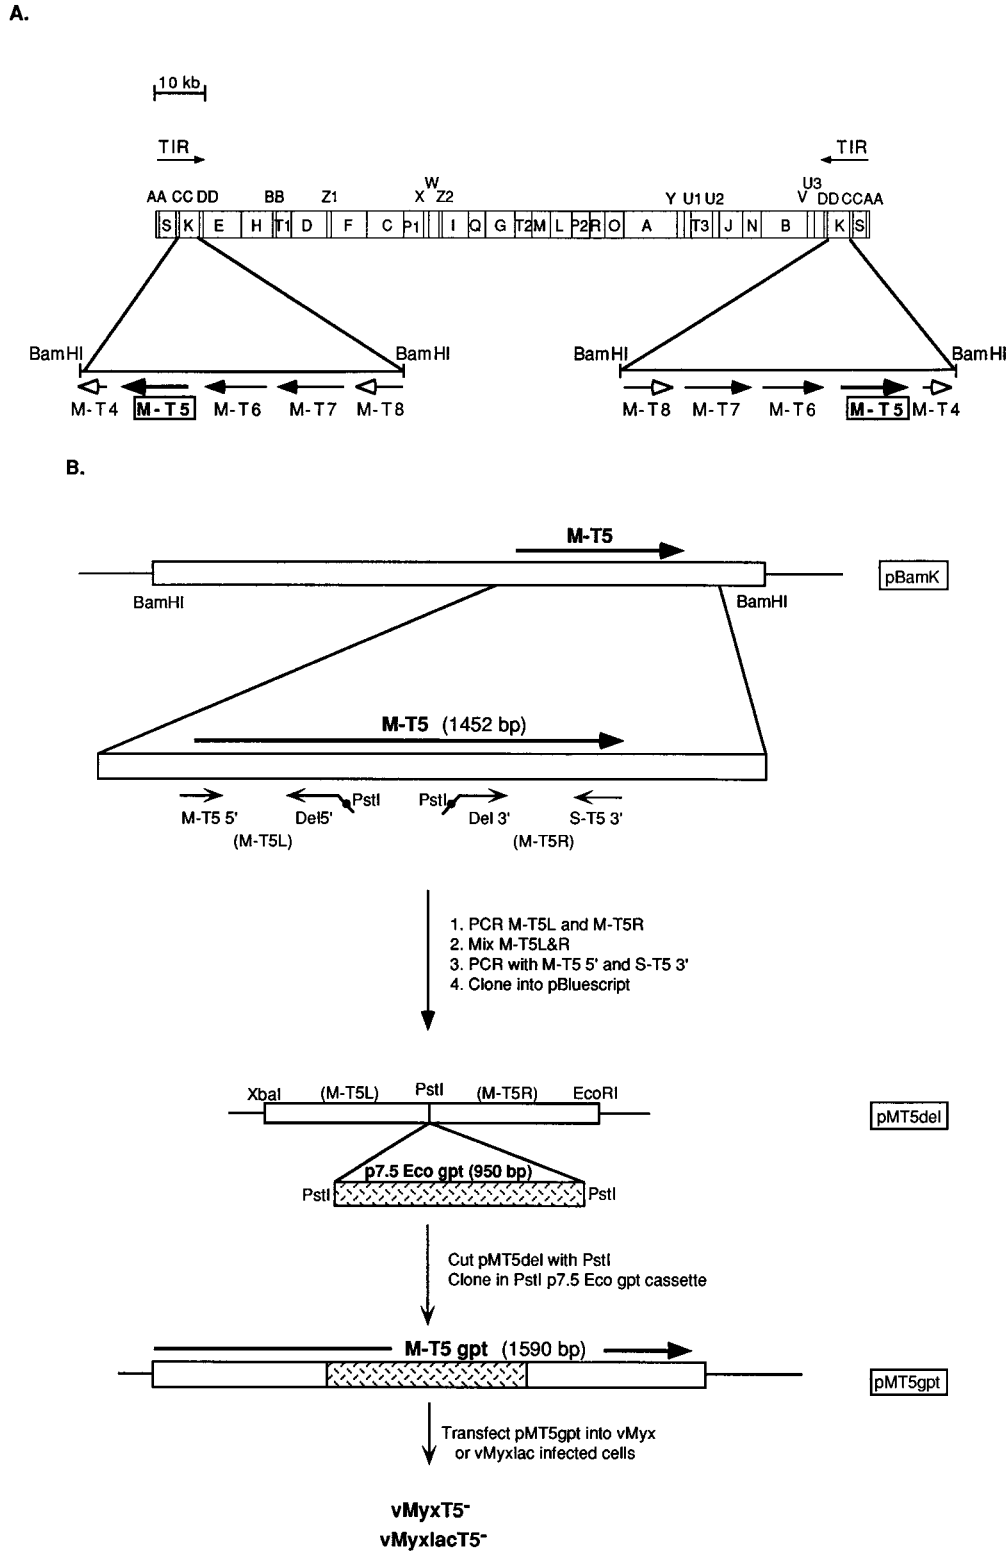 A.
10 kb
TIR TIR
W U3
AA CC DD BB Z1 X Z2 Y U1 U2 V DD CC AA
S K E H T1 D F C P1 I Q G T2 M L P2 R O A T3 J N B K S
BamHI BamHI BamHI BamHI
M-T4 M-T5 M-T6 M-T7 M-T8 M-T8 M-T7 M-T6 M-T5 M-T4
B.
M-T5
pBamK
BamHI BamHI
M-T5 (1452 bp)
PstI PstI
M-T5 5' Del5' Del 3' S-T5 3'
(M-T5L) (M-T5R)
1. PCR M-T5L and M-T5R
2. Mix M-T5L&R
3. PCR with M-T5 5' and S-T5 3'
4. Clone into pBluescript
XbaI (M-T5L) PstI (M-T5R) EcoRI
pMT5del
p7.5 Eco gpt (950 bp)
PstI PstI
Cut pMT5del with PstI
Clone in PstI p7.5 Eco gpt cassette
M-T5 gpt (1590 bp)
pMT5gpt
Transfect pMT5gpt into vMyx
or vMyxlac infected cells
vMyxT5-
vMyxlacT5-